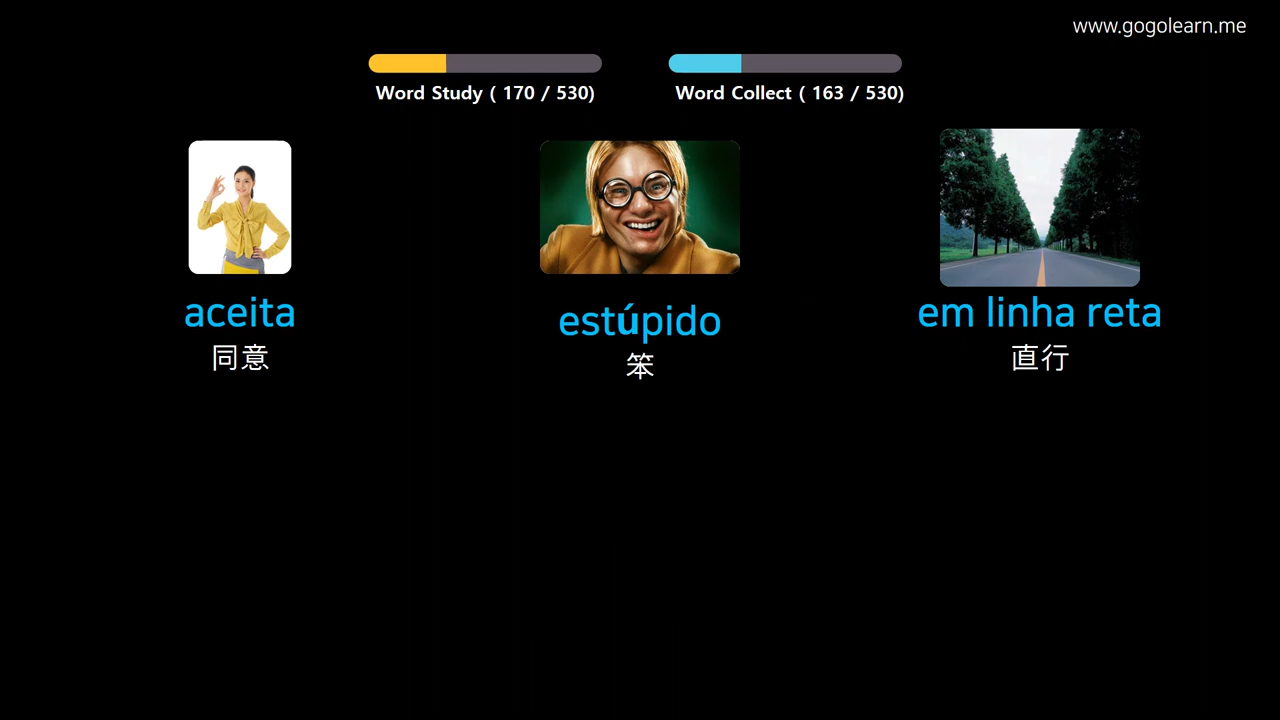 www.gogolearn.me
Word Study ( 170 / 530)
Word Collect ( 163 / 530)
aceita
同意
estúpido
笨
em linha reta
直行